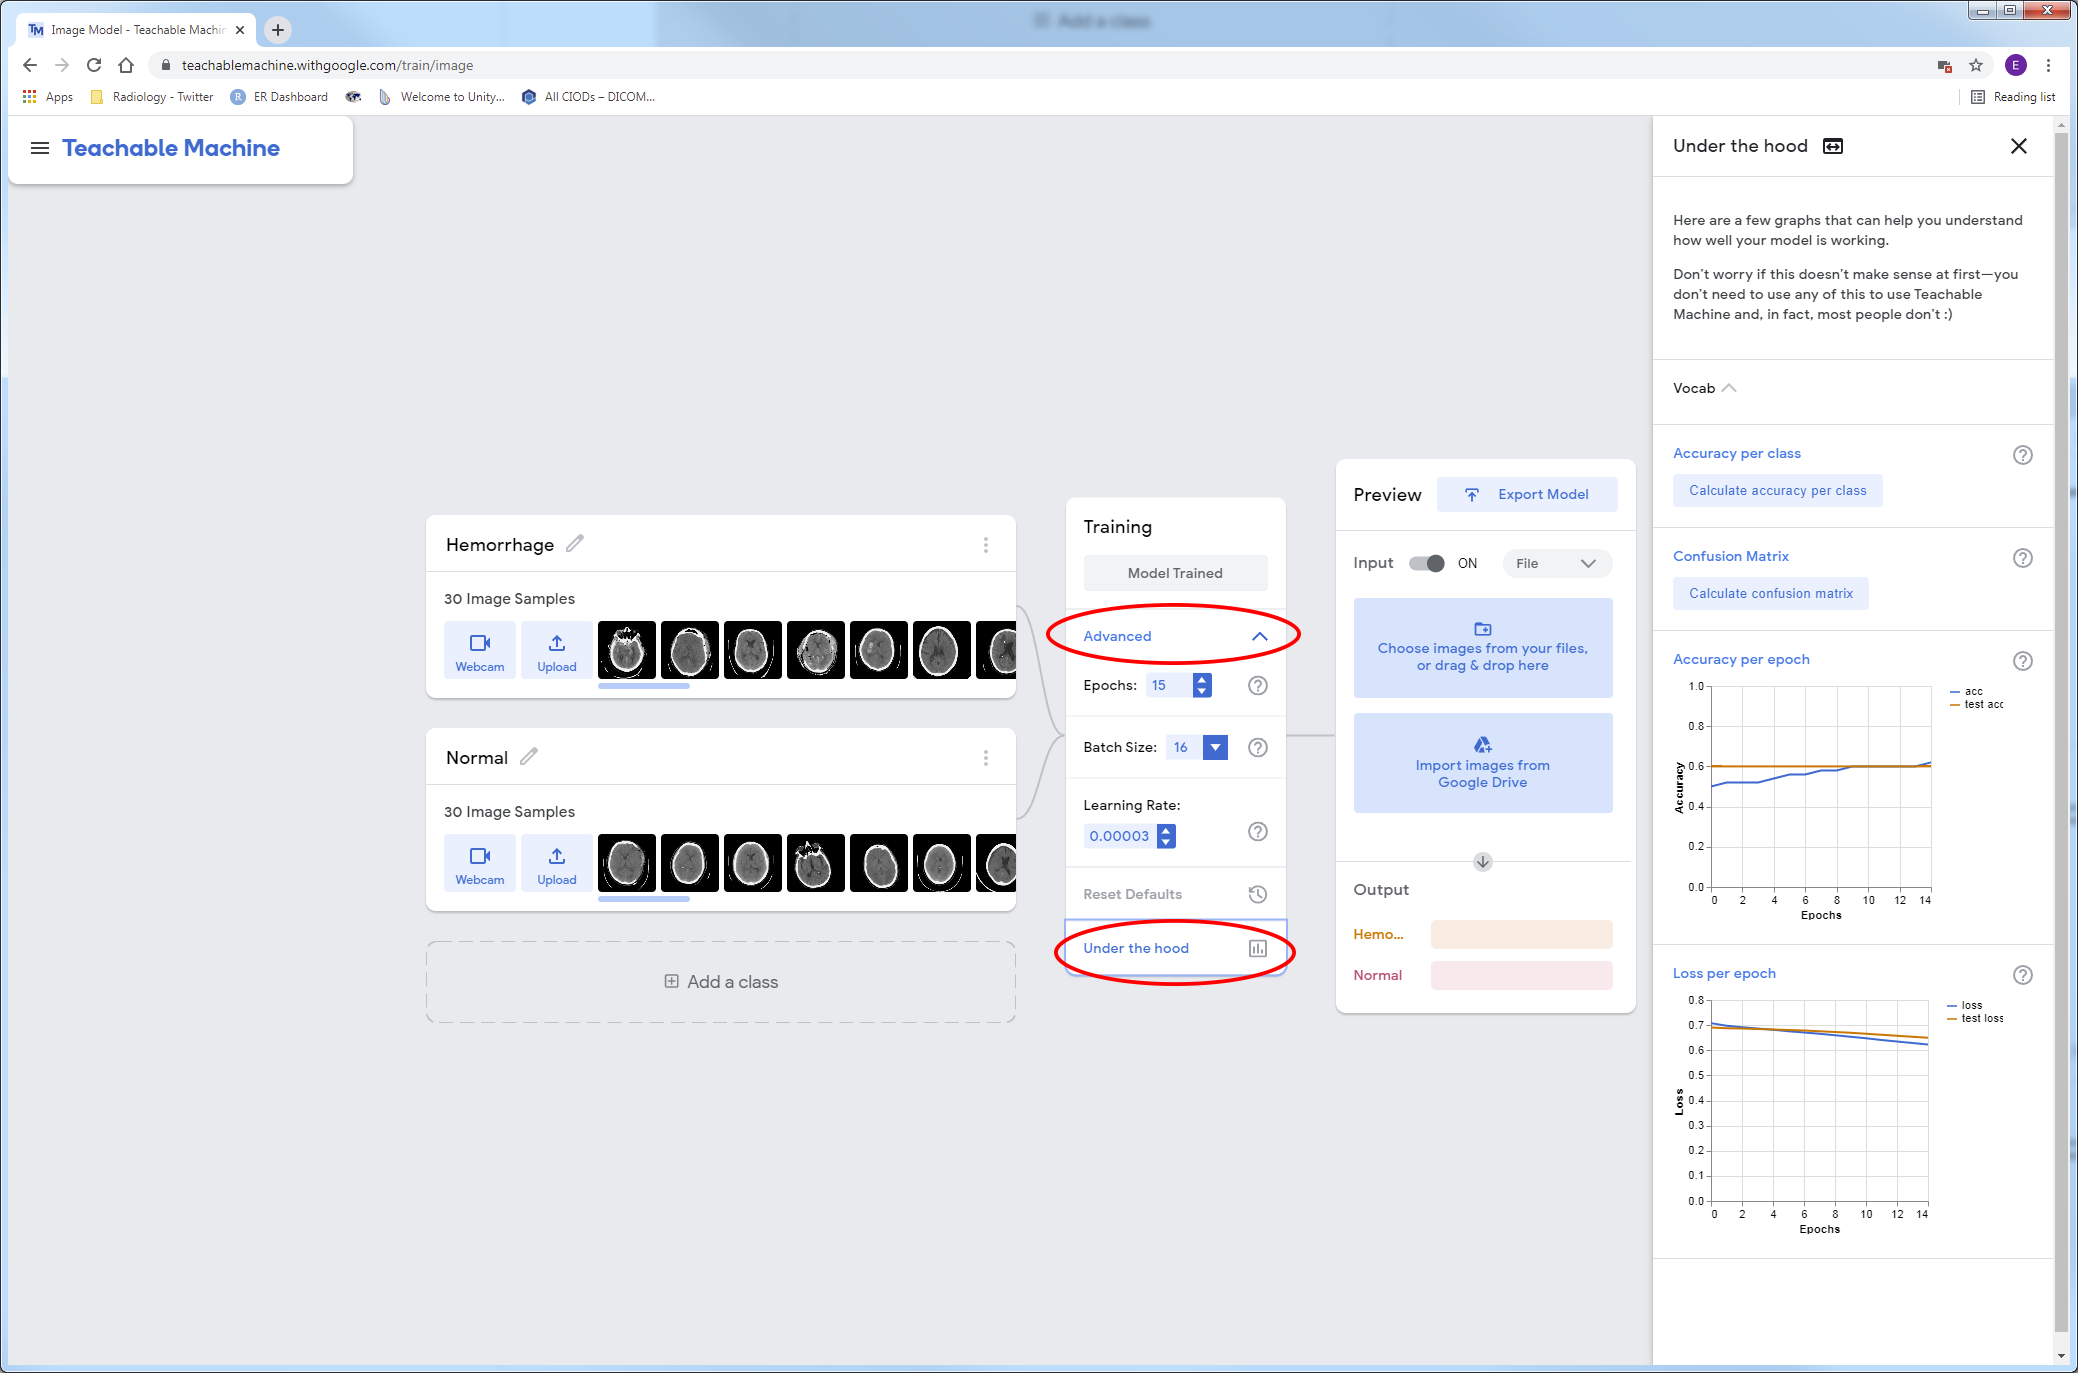 Add a class
TM Image Model - Teachable Machin
teachablemachine.withgoogle.com/train/image
E
Apps Radiology - Twitter R ER Dashboard Welcome to Unity... All CIODs – DICOM...
Reading list
Teachable Machine
Hemorrhage
30 Image Samples
Webcam Upload
Normal
30 Image Samples
Webcam Upload
Add a class
Training
Model Trained
Advanced
Epochs: 15
Batch Size: 16
Learning Rate:
0.00003
Reset Defaults
Under the hood
Preview Export Model
Input ON File
Choose images from your files,
or drag & drop here
Import images from
Google Drive
Output
Hemo...
Normal
Under the hood
Here are a few graphs that can help you understand
how well your model is working.
Don't worry if this doesn't make sense at first—you
don't need to use any of this to use Teachable
Machine and, in fact, most people don't :)
Vocab
Accuracy per class
Calculate accuracy per class
Confusion Matrix
Calculate confusion matrix
Accuracy per epoch
1.0
0.8
0.6
0.4
0.2
0.0
Accuracy
0 2 4 6 8 10 12 14
Epochs
acc
test acc
Loss per epoch
0.8
0.7
0.6
0.5
0.4
0.3
0.2
0.1
0.0
Loss
0 2 4 6 8 10 12 14
Epochs
loss
test loss